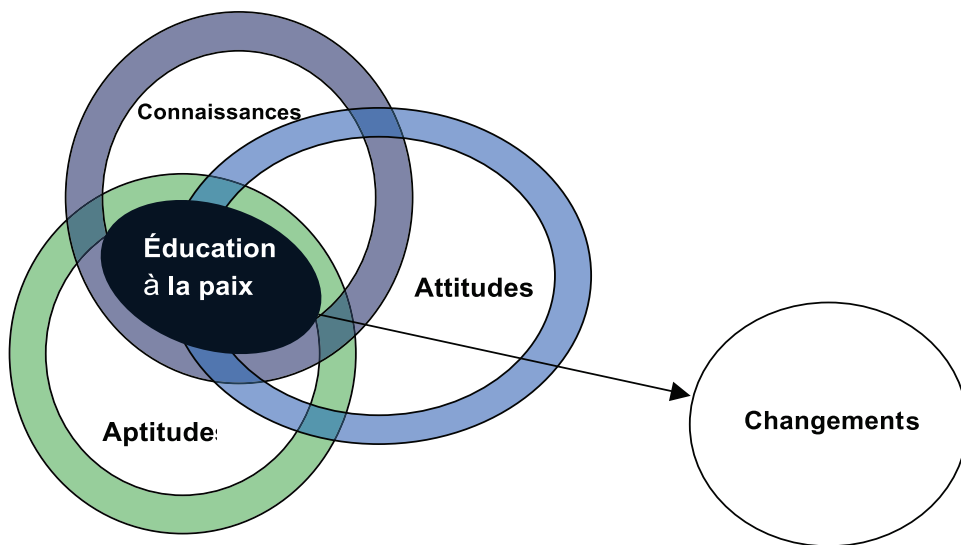 Connaissances
Éducation
à la paix
Attitudes
Aptitudes
Changements